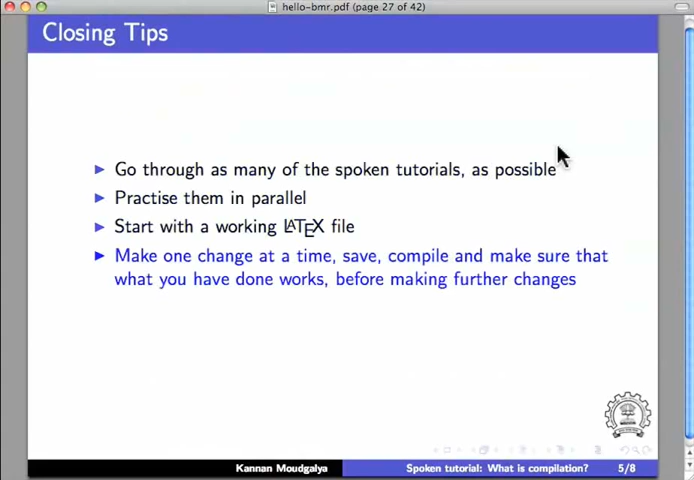 hello-bmr.pdf (page 27 of 42)
Closing Tips
Go through as many of the spoken tutorials, as possible
Practise them in parallel
Start with a working LATEX file
Make one change at a time, save, compile and make sure that
what you have done works, before making further changes
Kannan Moudgalya Spoken tutorial: What is compilation? 5/8